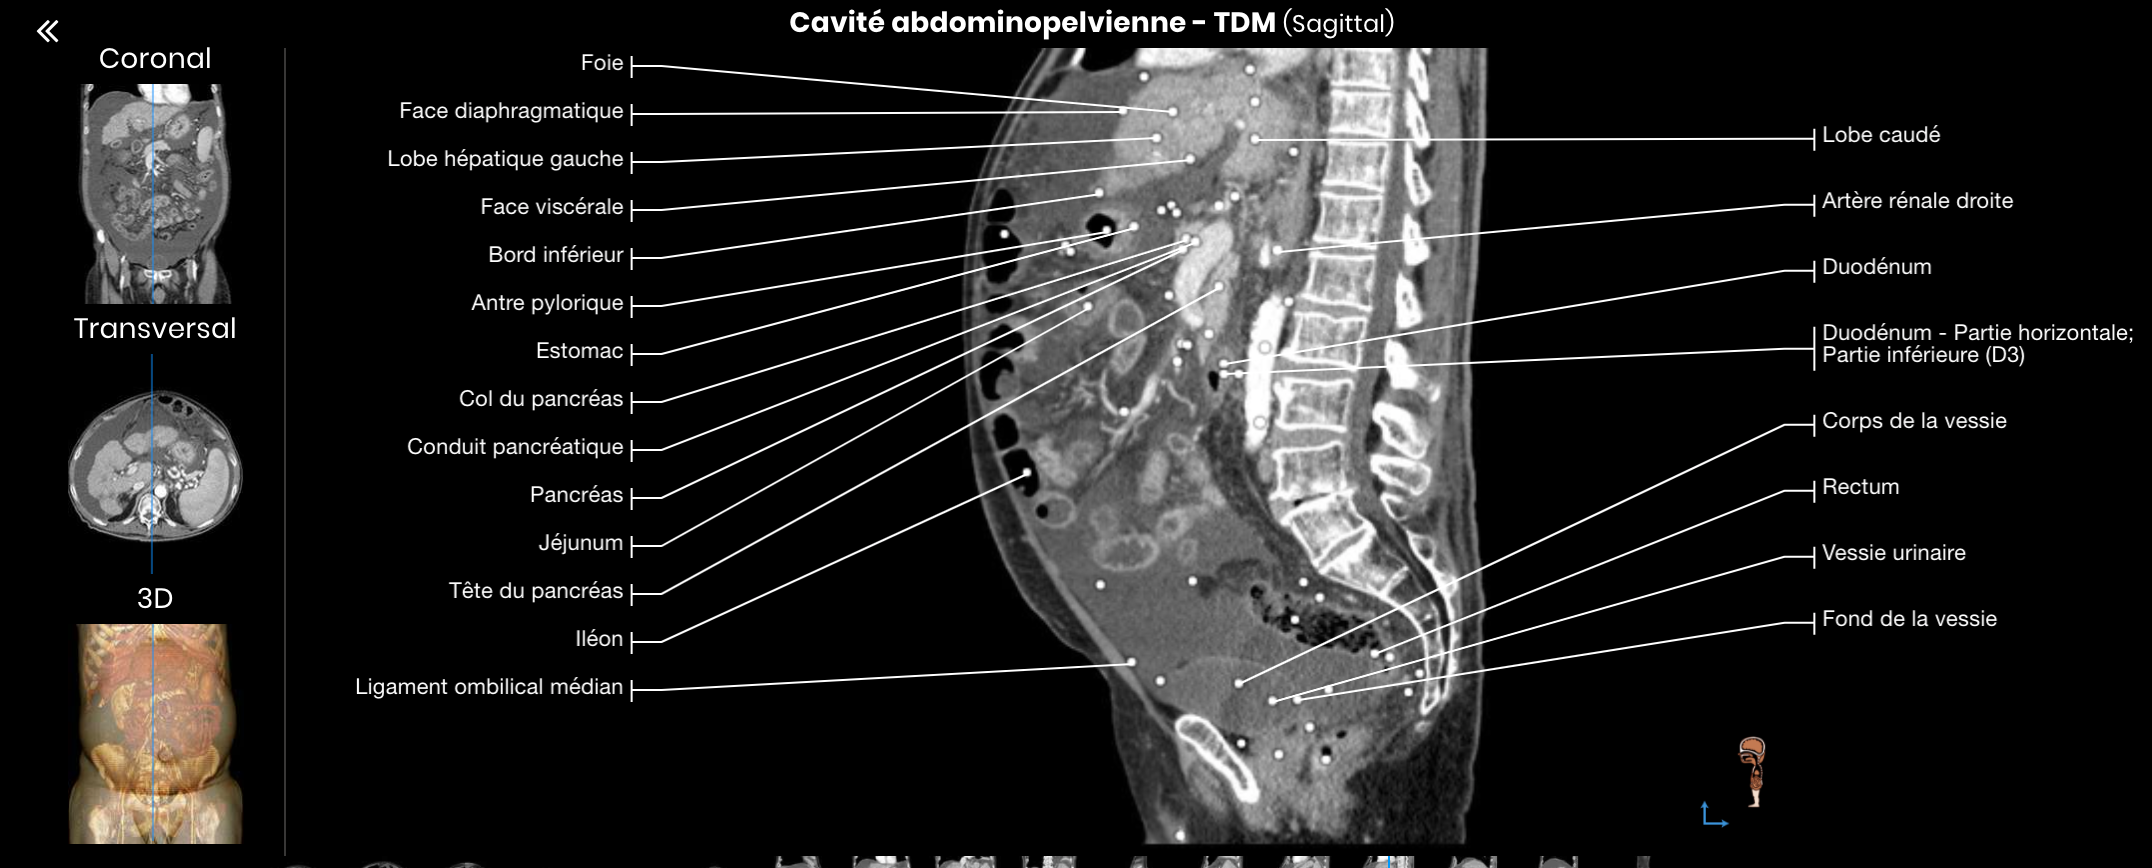 Cavité abdominopelvienne - TDM (Sagittal)
Coronal
Transversal
3D
Foie
Face diaphragmatique
Lobe hépatique gauche
Face viscérale
Bord inférieur
Antre pylorique
Estomac
Col du pancréas
Conduit pancréatique
Pancréas
Jéjunum
Tête du pancréas
Iléon
Ligament ombilical médian
Lobe caudé
Artère rénale droite
Duodénum
Duodénum - Partie horizontale;
Partie inférieure (D3)
Corps de la vessie
Rectum
Vessie urinaire
Fond de la vessie